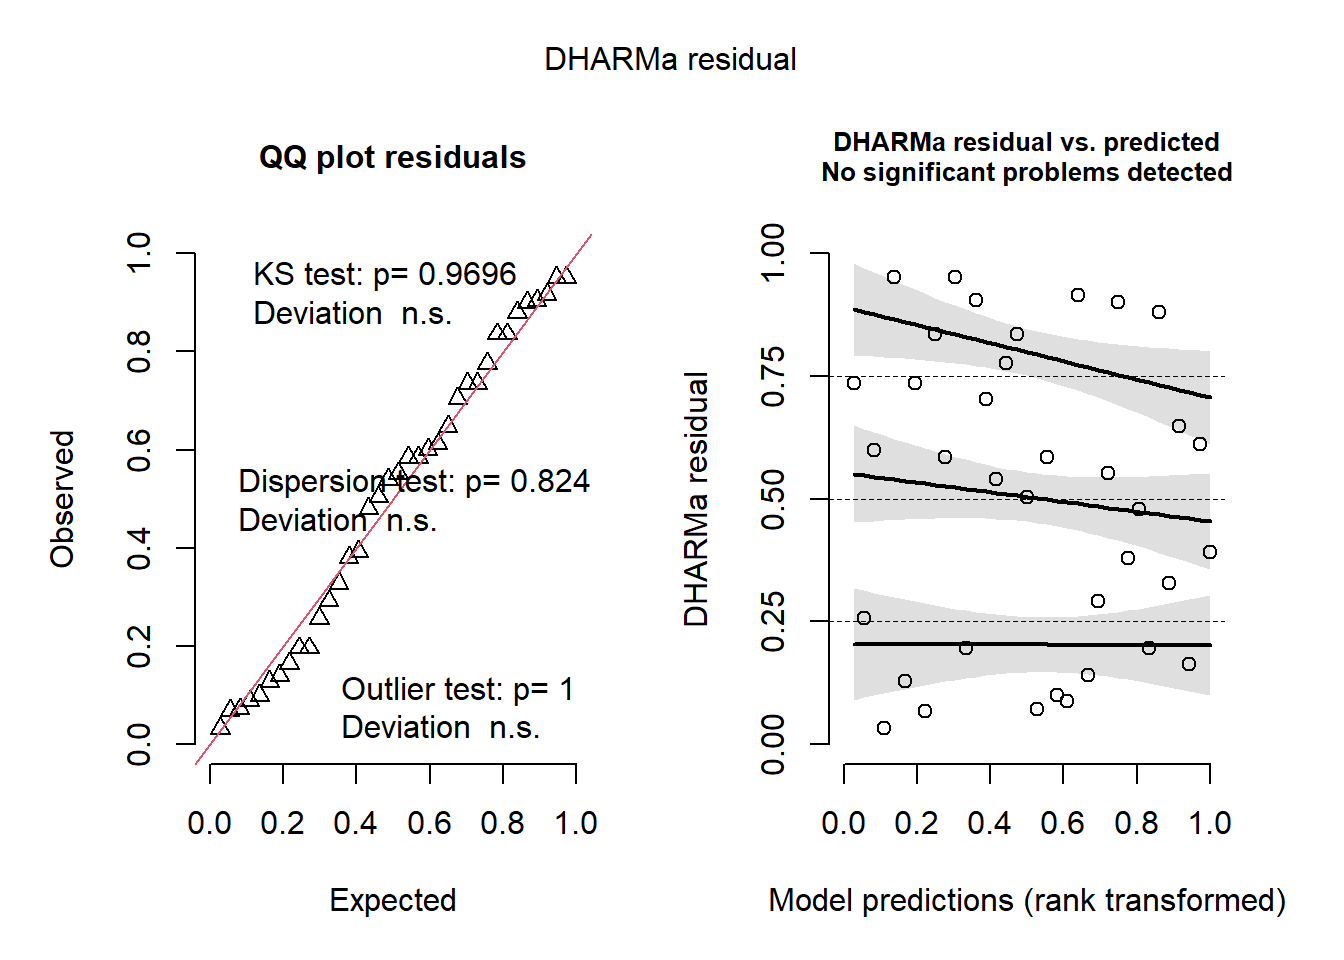 DHARMa residual
QQ plot residuals
KS test: p= 0.9696
Deviation  n.s.
Dispersion test: p= 0.824
Deviation  n.s.
Outlier test: p= 1
Deviation  n.s.
Observed
0.0 0.2 0.4 0.6 0.8 1.0
0.0 0.2 0.4 0.6 0.8 1.0
Expected
DHARMa residual vs. predicted
No significant problems detected
DHARMa residual
0.00 0.25 0.50 0.75 1.00
0.0 0.2 0.4 0.6 0.8 1.0
Model predictions (rank transformed)